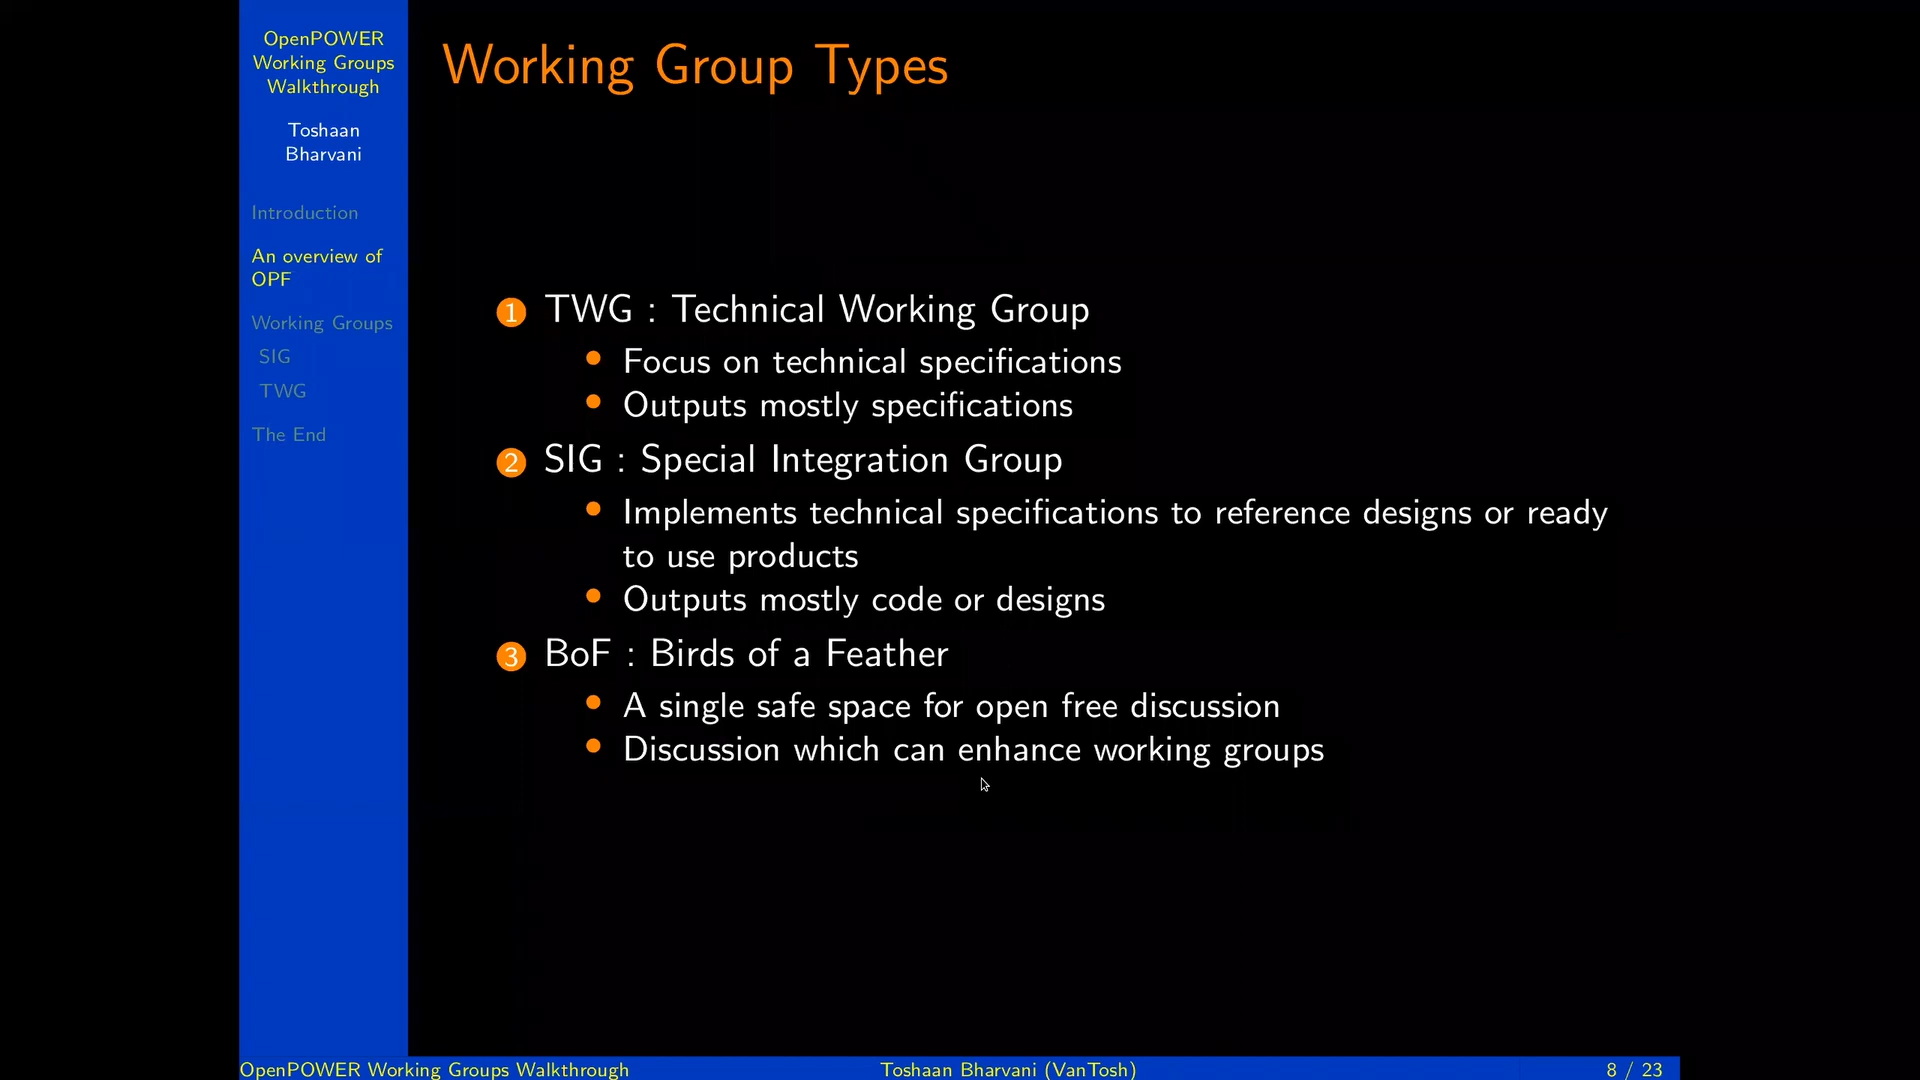 OpenPOWER
Working Groups
Walkthrough
Toshaan
Bharvani
Introduction
An overview of
OPF
Working Groups
SIG
TWG
The End
Working Group Types
1 TWG : Technical Working Group
• Focus on technical specifications
• Outputs mostly specifications
2 SIG : Special Integration Group
• Implements technical specifications to reference designs or ready
to use products
• Outputs mostly code or designs
3 BoF : Birds of a Feather
• A single safe space for open free discussion
• Discussion which can enhance working groups
OpenPOWER Working Groups Walkthrough
Toshaan Bharvani (VanTosh)
8 / 23